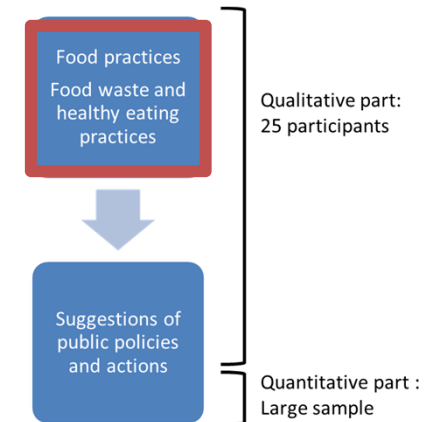 Food practices
Food waste and
healthy eating
practices
Qualitative part:
25 participants
Suggestions of
public policies
and actions
Quantitative part :
Large sample